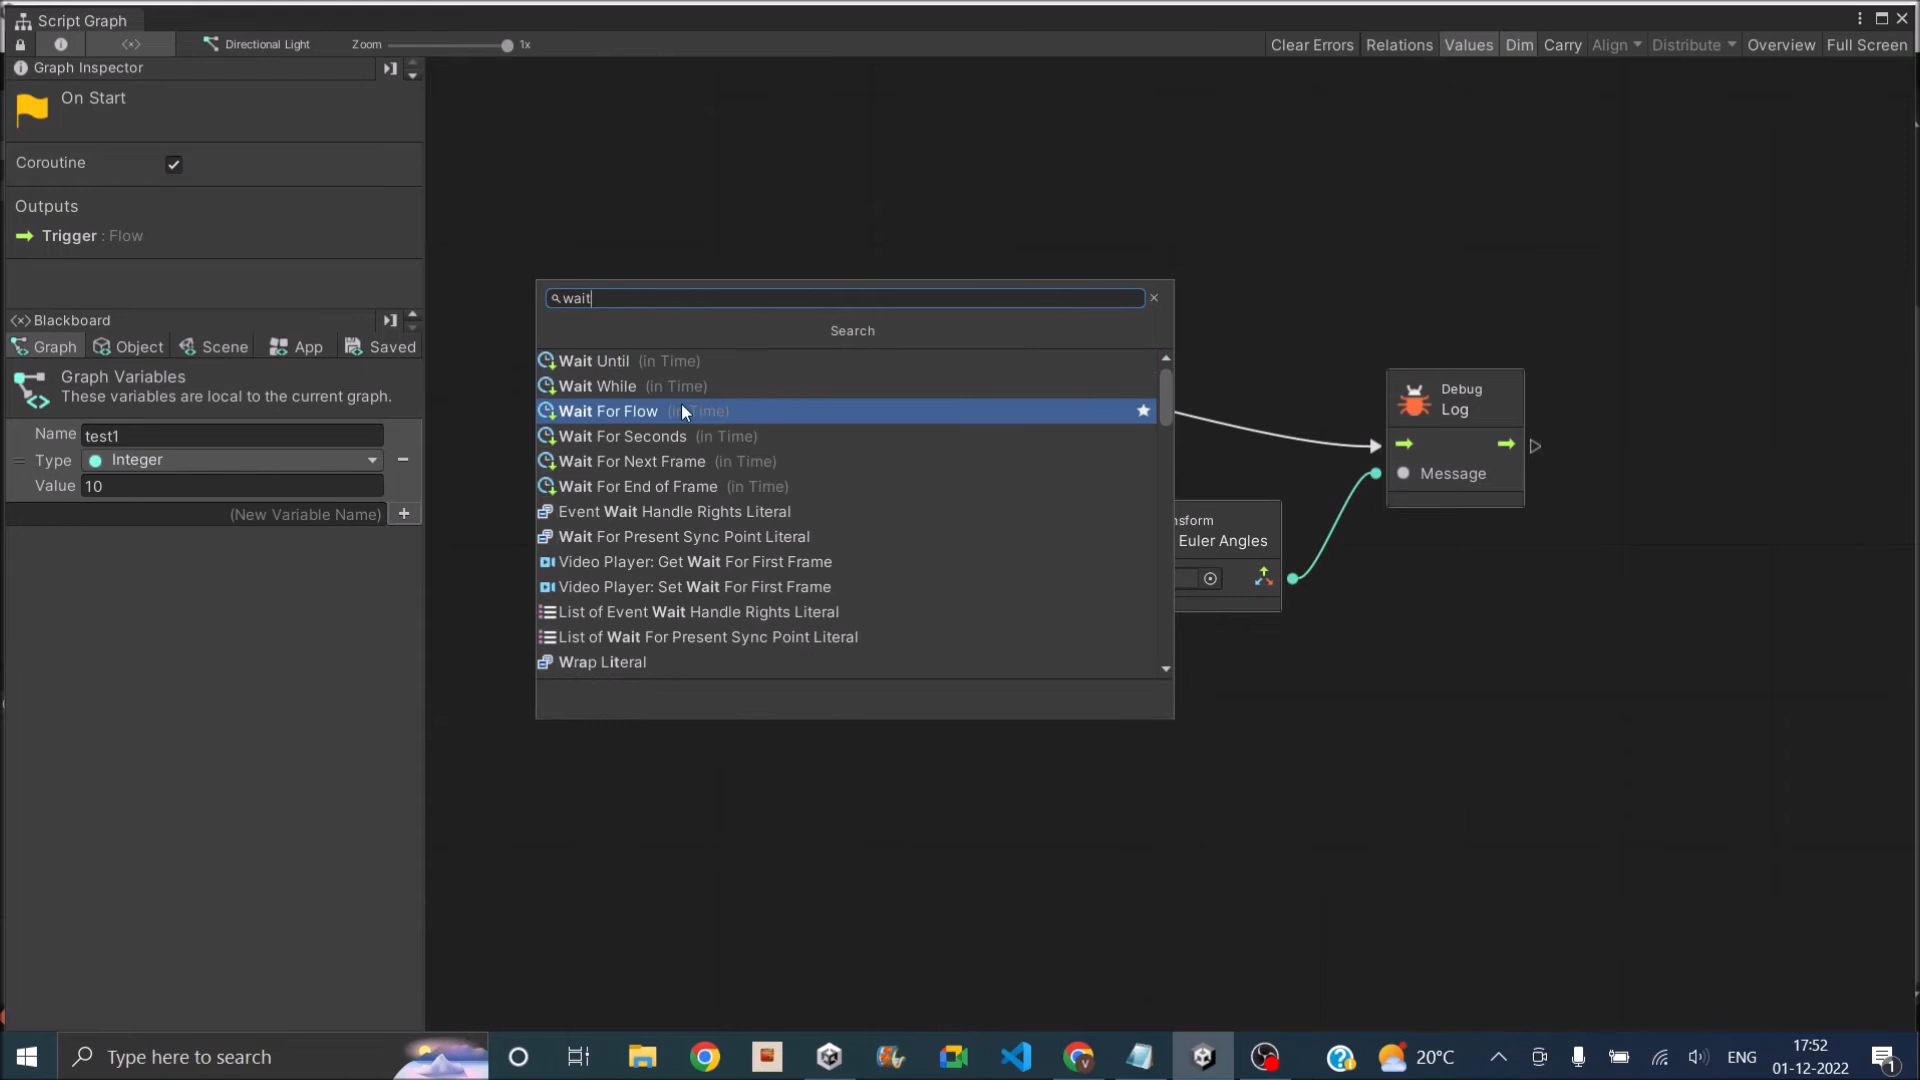 Script Graph
Directional Light
Zoom
1x
Clear Errors
Relations
Values
Dim
Carry
Align
Distribute
Overview
Full Screen
Graph Inspector
On Start
Coroutine
Outputs
Trigger : Flow
Blackboard
Graph
Object
Scene
App
Saved
Graph Variables
These variables are local to the current graph.
Name test1
Type Integer
Value 10
(New Variable Name) +
wait
Search
Wait Until (in Time)
Wait While (in Time)
Wait For Flow (in Time)
Wait For Seconds (in Time)
Wait For Next Frame (in Time)
Wait For End of Frame (in Time)
Event Wait Handle Rights Literal
Wait For Present Sync Point Literal
Video Player: Get Wait For First Frame
Video Player: Set Wait For First Frame
List of Event Wait Handle Rights Literal
List of Wait For Present Sync Point Literal
Wrap Literal
nsform
Euler Angles
Debug
Log
Message
Type here to search
20°C
ENG
17:52
01-12-2022
1